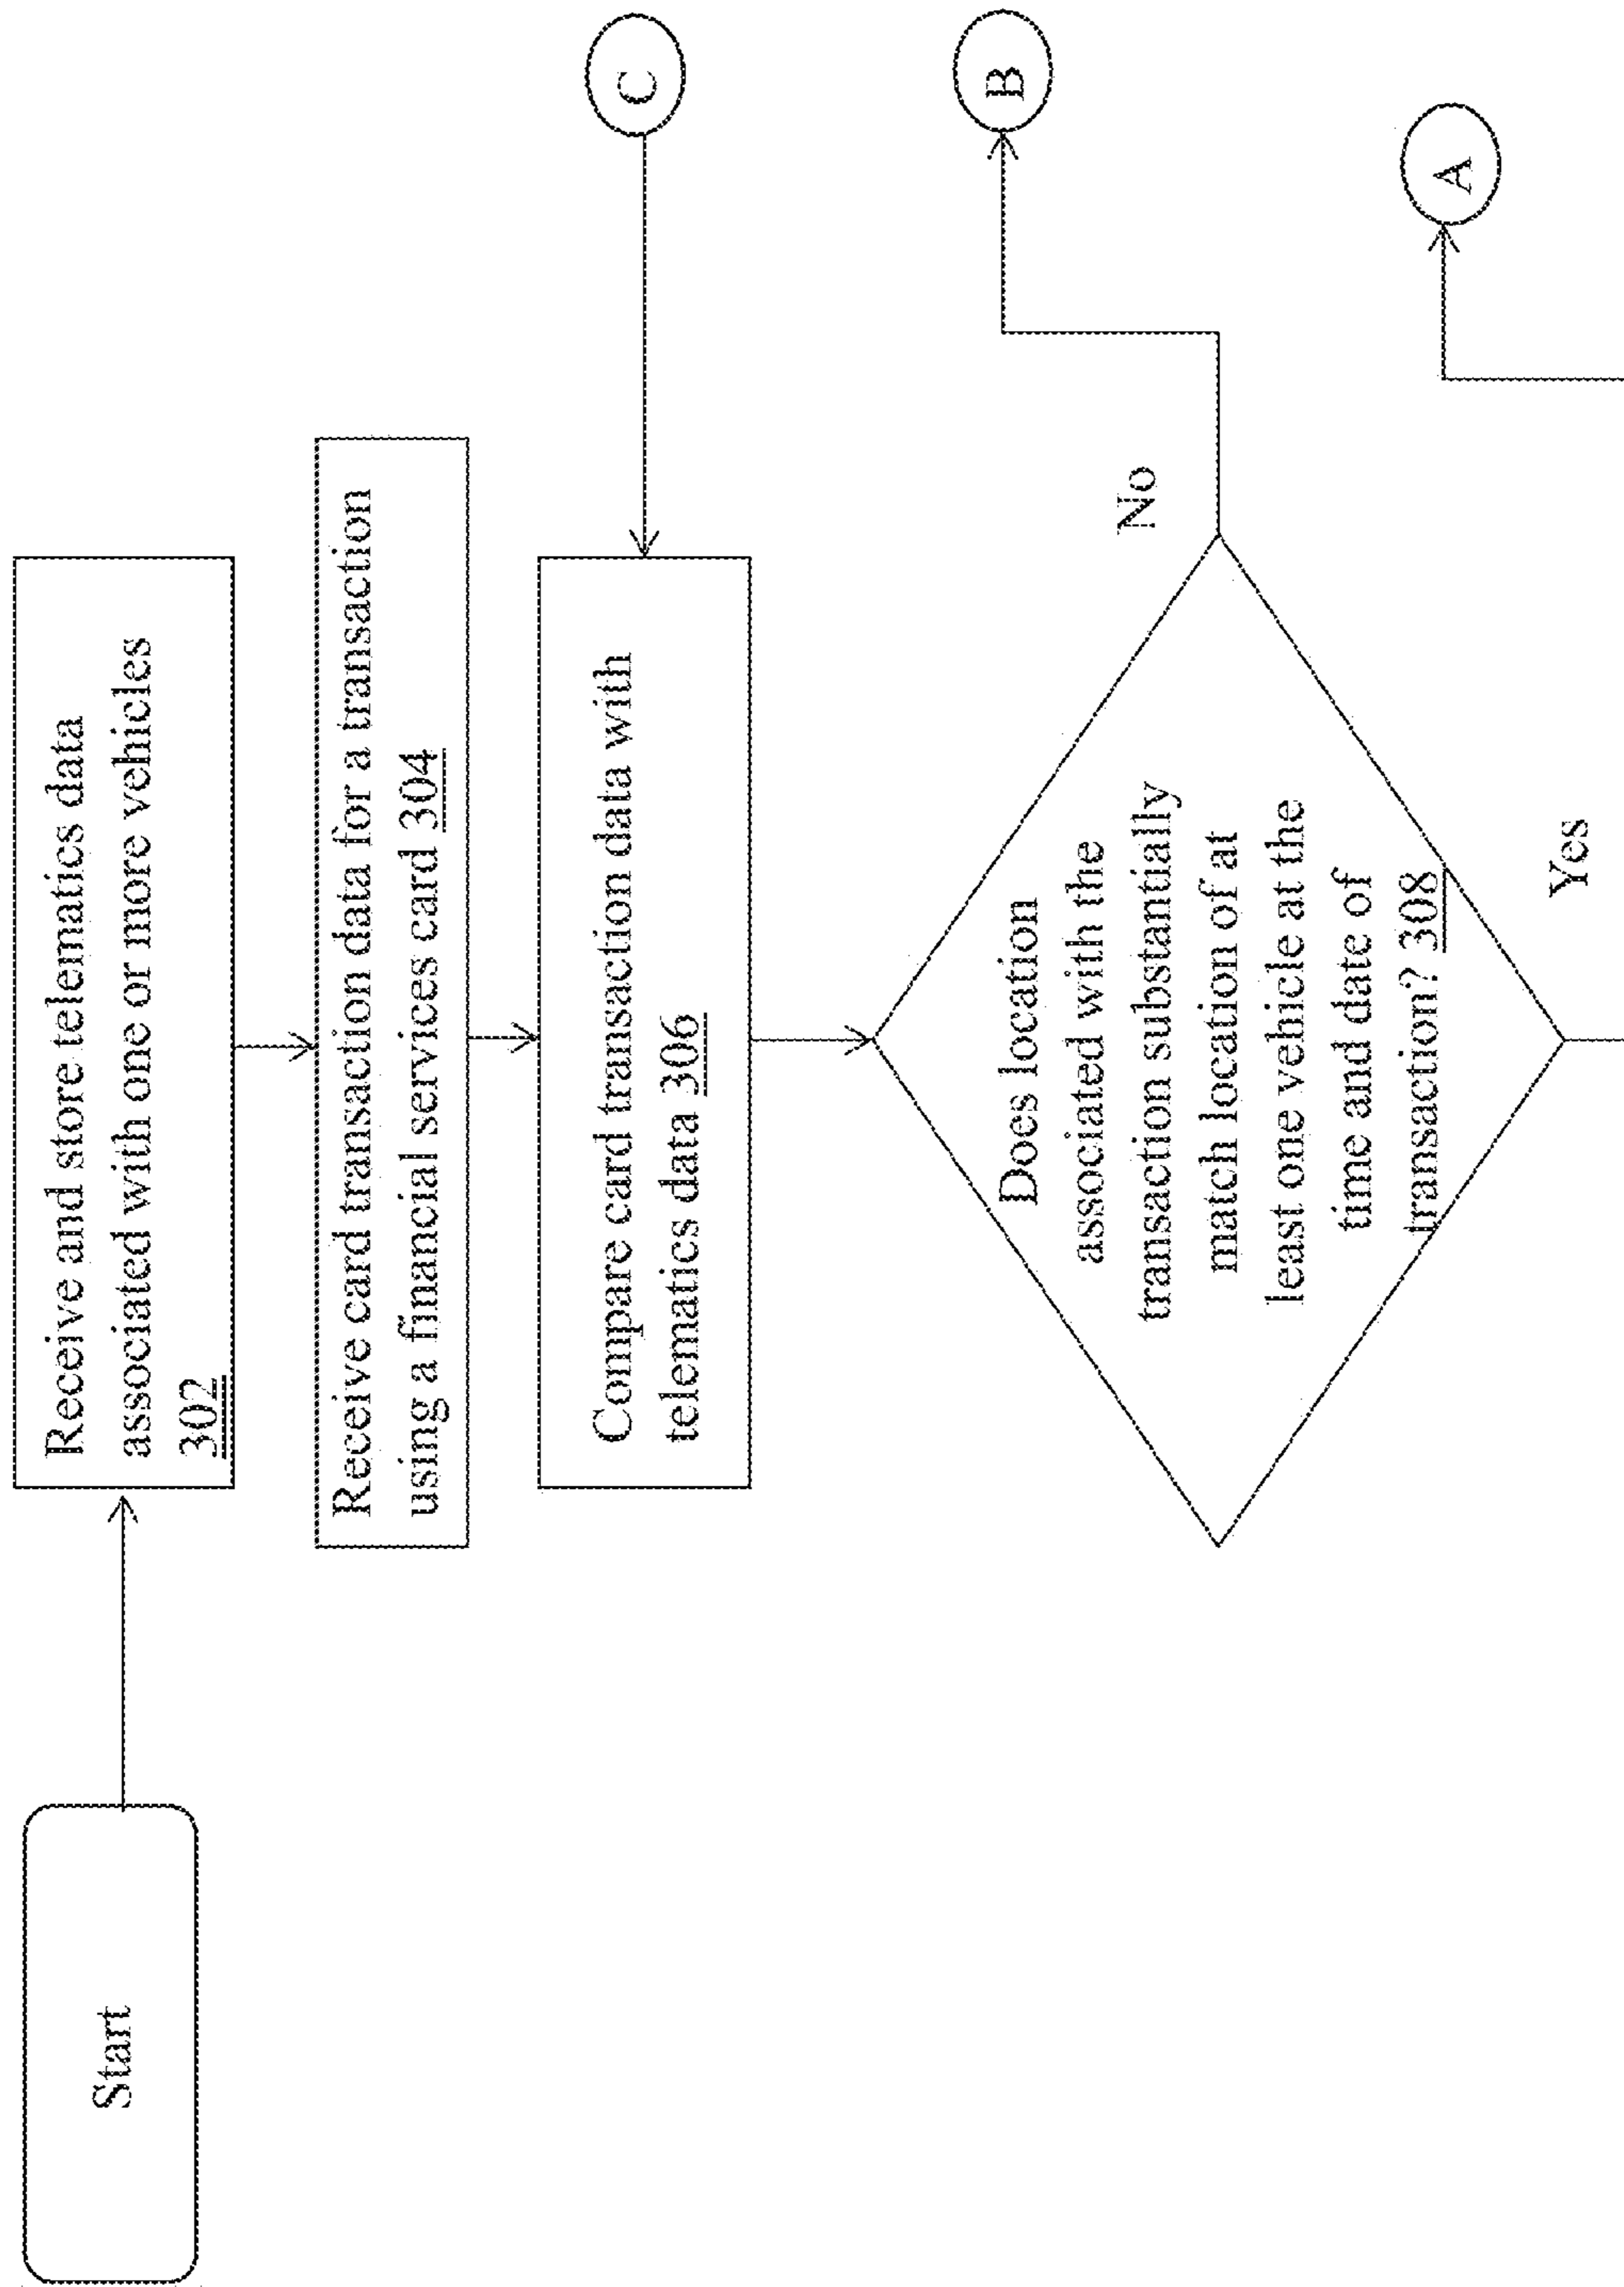 Start
Receive and store telematics data
associated with one or more vehicles
302
Receive card transaction data for a transaction
using a financial services card 304
Compare card transaction data with
telematics data 306
C
Does location
associated with the
transaction substantially
match location of at
least one vehicle at the
time and date of
transaction? 308
No
B
Yes
A